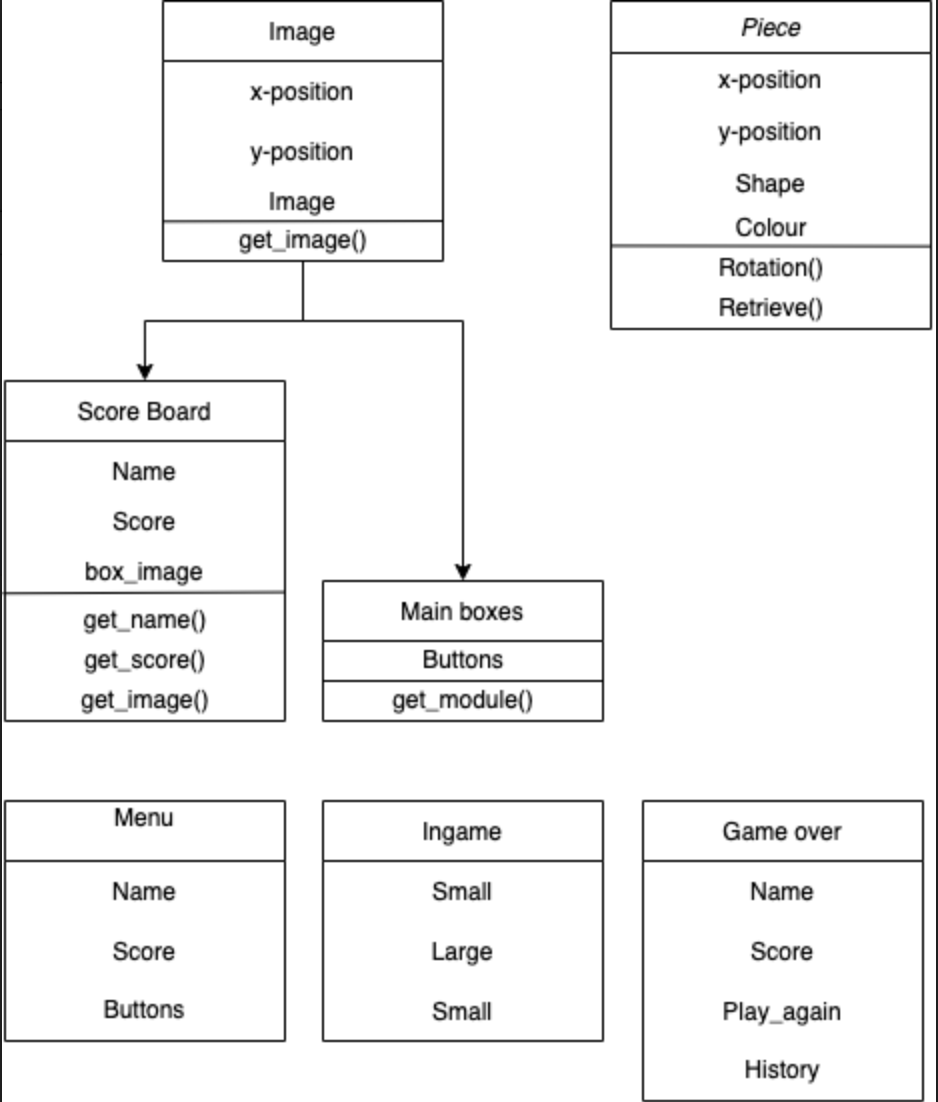 Image
x-position
y-position
Image
get_image()
Piece
x-position
y-position
Shape
Colour
Rotation()
Retrieve()
Score Board
Name
Score
box_image
get_name()
get_score()
get_image()
Main boxes
Buttons
get_module()
Menu
Name
Score
Buttons
Ingame
Small
Large
Small
Game over
Name
Score
Play_again
History